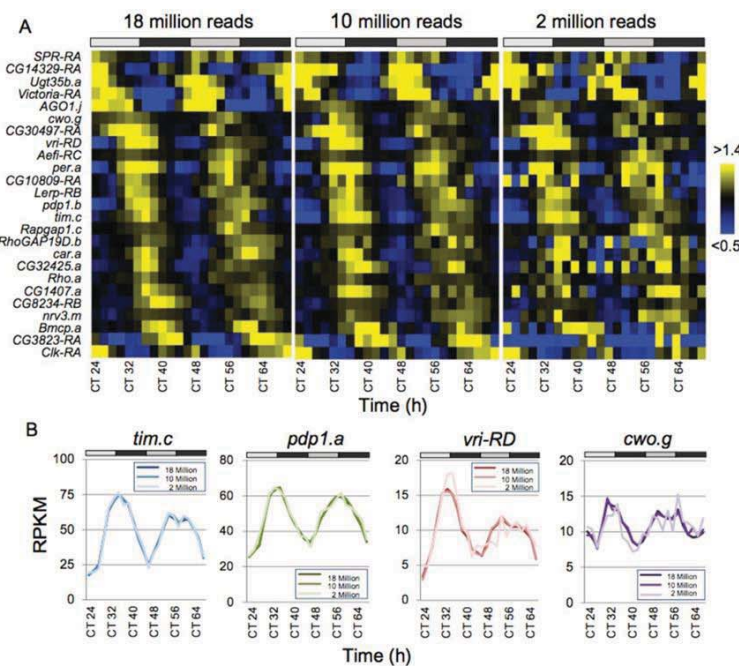 A
18 million reads
10 million reads
2 million reads
SPR-RA
CG14329-RA
Ugt35b.a
Victoria-RA
AGO1.j
cwo.g
CG30497-RA
vri-RD
Aefi-RC
per.a
CG10809-RA
Lerp-RB
pdp1.b
tim.c
Rapgap1.c
RhoGAP19D.b
car.a
CG32425.a
Rho.a
CG1407.a
CG8234-RB
nrv3.m
Bmcp.a
CG3823-RA
Clk-RA
>1.4
<0.5
CT 24 CT 32 CT 40 CT 48 CT 56 CT 64
CT 24 CT 32 CT 40 CT 48 CT 56 CT 64
CT 24 CT 32 CT 40 CT 48 CT 56 CT 64
Time (h)
B
tim.c
pdp1.a
vri-RD
cwo.g
RPKM
100
75
50
25
0
18 Million
10 Million
2 Million
CT 24 CT 32 CT 40 CT 48 CT 56 CT 64
80
60
40
20
0
18 Million
10 Million
2 Million
CT 24 CT 32 CT 40 CT 48 CT 56 CT 64
20
15
10
5
0
18 Million
10 Million
2 Million
CT 24 CT 32 CT 40 CT 48 CT 56 CT 64
20
15
10
5
0
18 Million
10 Million
2 Million
CT 24 CT 32 CT 40 CT 48 CT 56 CT 64
Time (h)